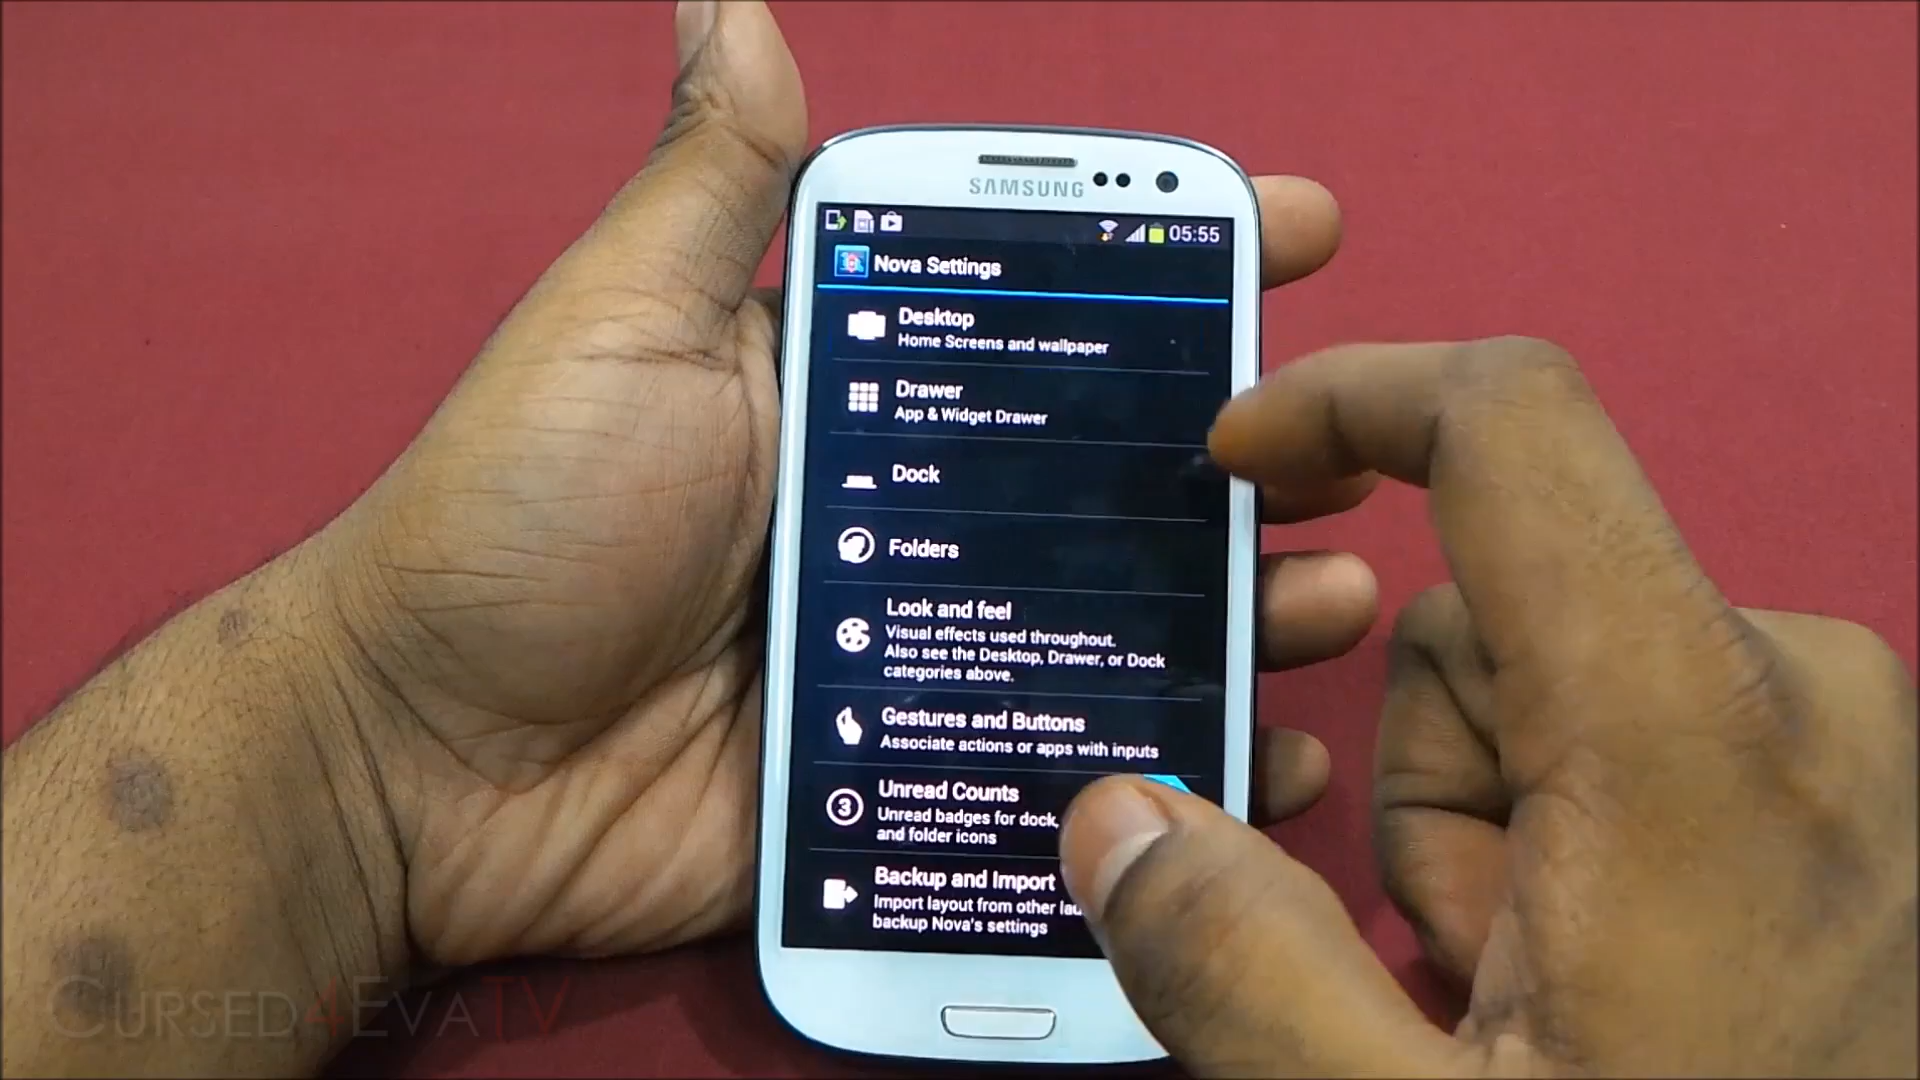 SAMSUNG
05:55
Nova Settings
Desktop
Home Screens and wallpaper
Drawer
App & Widget Drawer
Dock
Folders
Look and feel
Visual effects used throughout.
Also see the Desktop, Drawer, or Dock
categories above.
Gestures and Buttons
Associate actions or apps with inputs
3
Unread Counts
Unread badges for dock,
and folder icons
Backup and Import
Import layout from other
backup Nova's settings
CURSED4EVATV